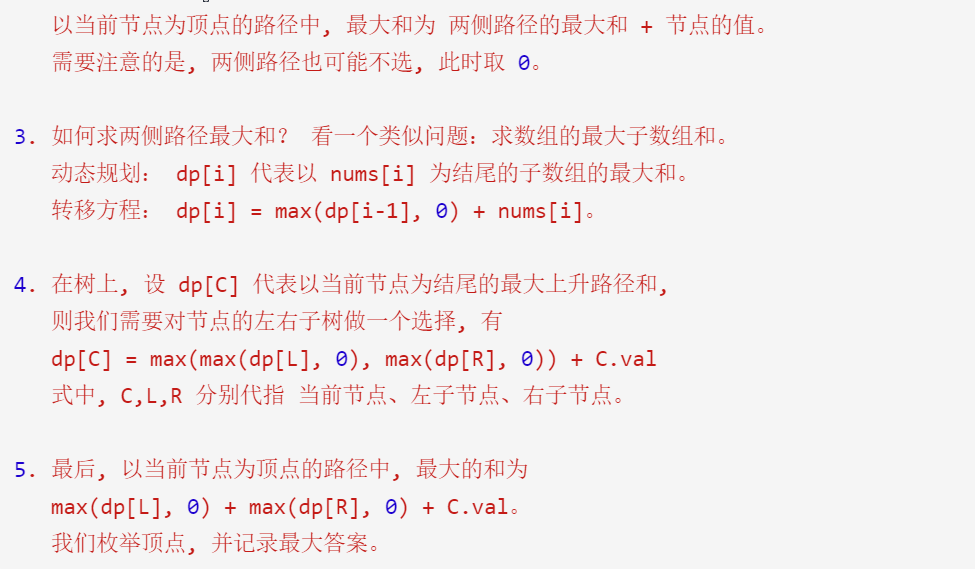 以当前节点为顶点的路径中, 最大和为 两侧路径的最大和 + 节点的值。
需要注意的是, 两侧路径也可能不选, 此时取 0。
3. 如何求两侧路径最大和？ 看一个类似问题: 求数组的最大子数组和。
动态规划: dp[i] 代表以 nums[i] 为结尾的子数组的最大和。
转移方程: dp[i] = max(dp[i-1], 0) + nums[i]。
4. 在树上, 设 dp[C] 代表以当前节点为结尾的最大上升路径和,
则我们需要对节点的左右子树做一个选择, 有
dp[C] = max(max(dp[L], 0), max(dp[R], 0)) + C.val
式中, C,L,R 分别代指 当前节点、左子节点、右子节点。
5. 最后, 以当前节点为顶点的路径中, 最大的和为
max(dp[L], 0) + max(dp[R], 0) + C.val。
我们枚举顶点, 并记录最大答案。